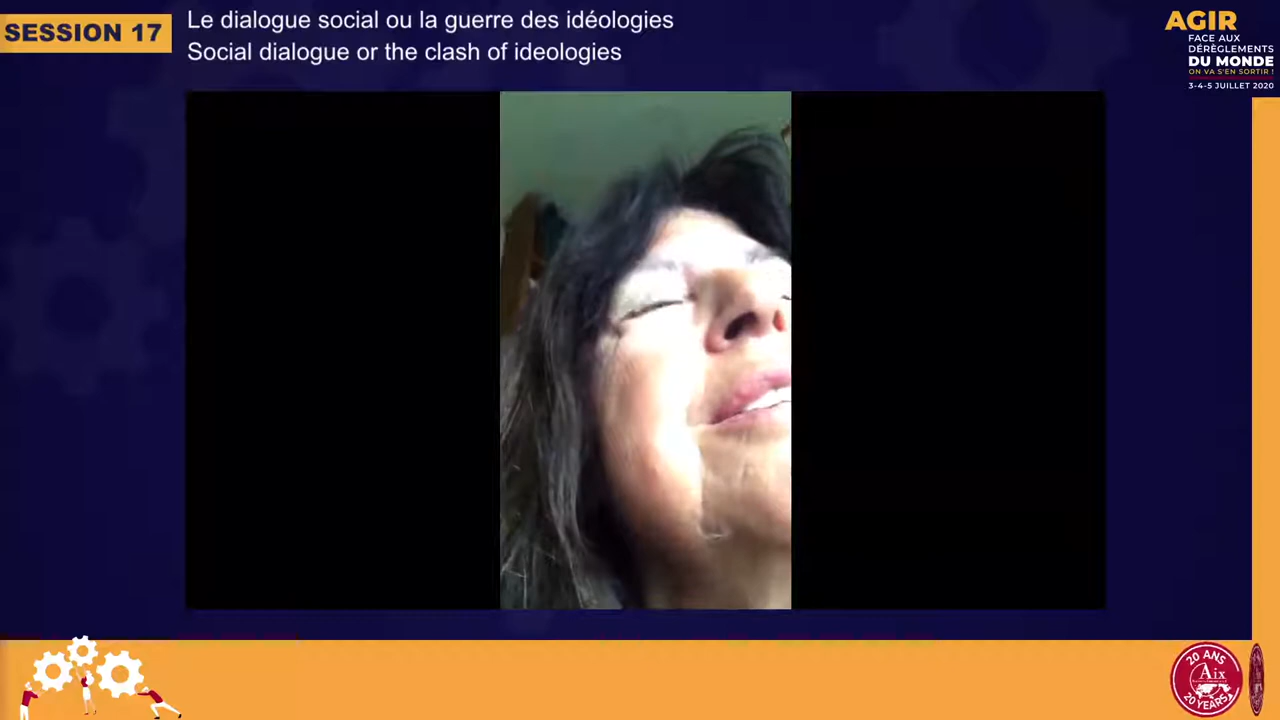 SESSION 17
Le dialogue social ou la guerre des idéologies
Social dialogue or the clash of ideologies
AGIR
FACE AUX
DÉRÈGLEMENTS
DU MONDE
ON VA S'EN SORTIR !
3-4-5 JUILLET 2020
20 ANS
Aix
20 YEARS